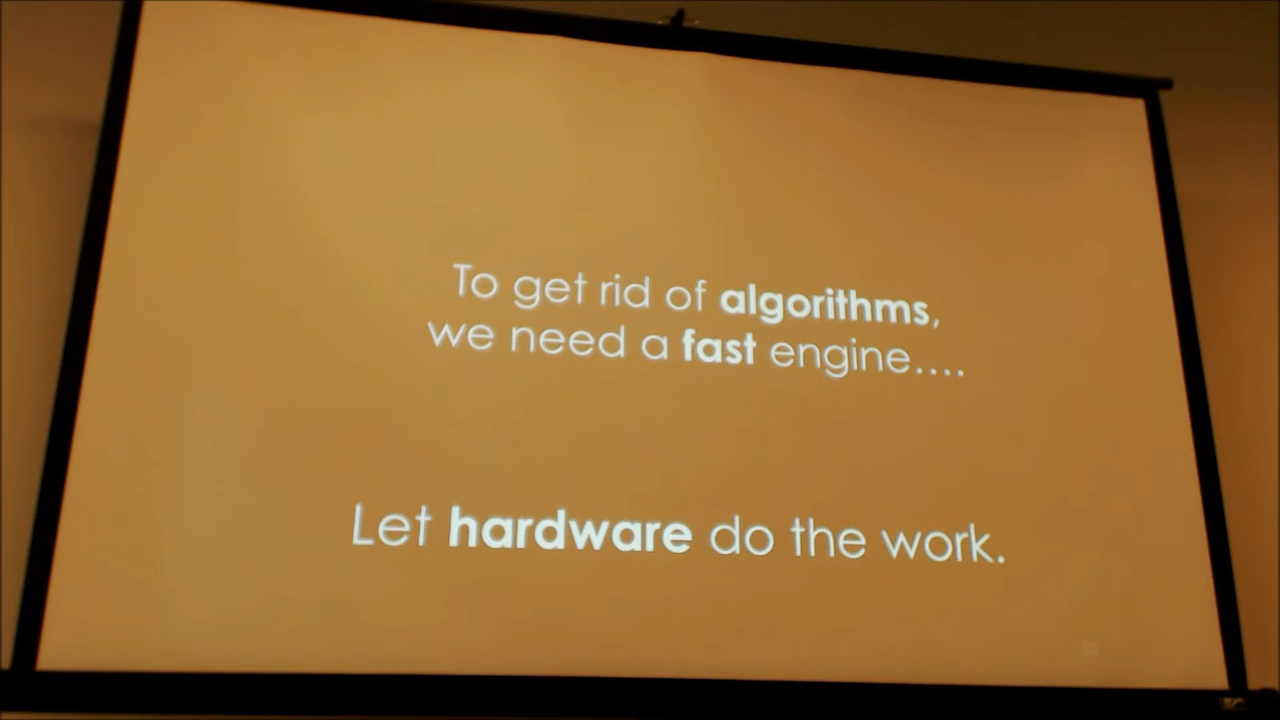 To get rid of algorithms,
we need a fast engine....
Let hardware do the work.